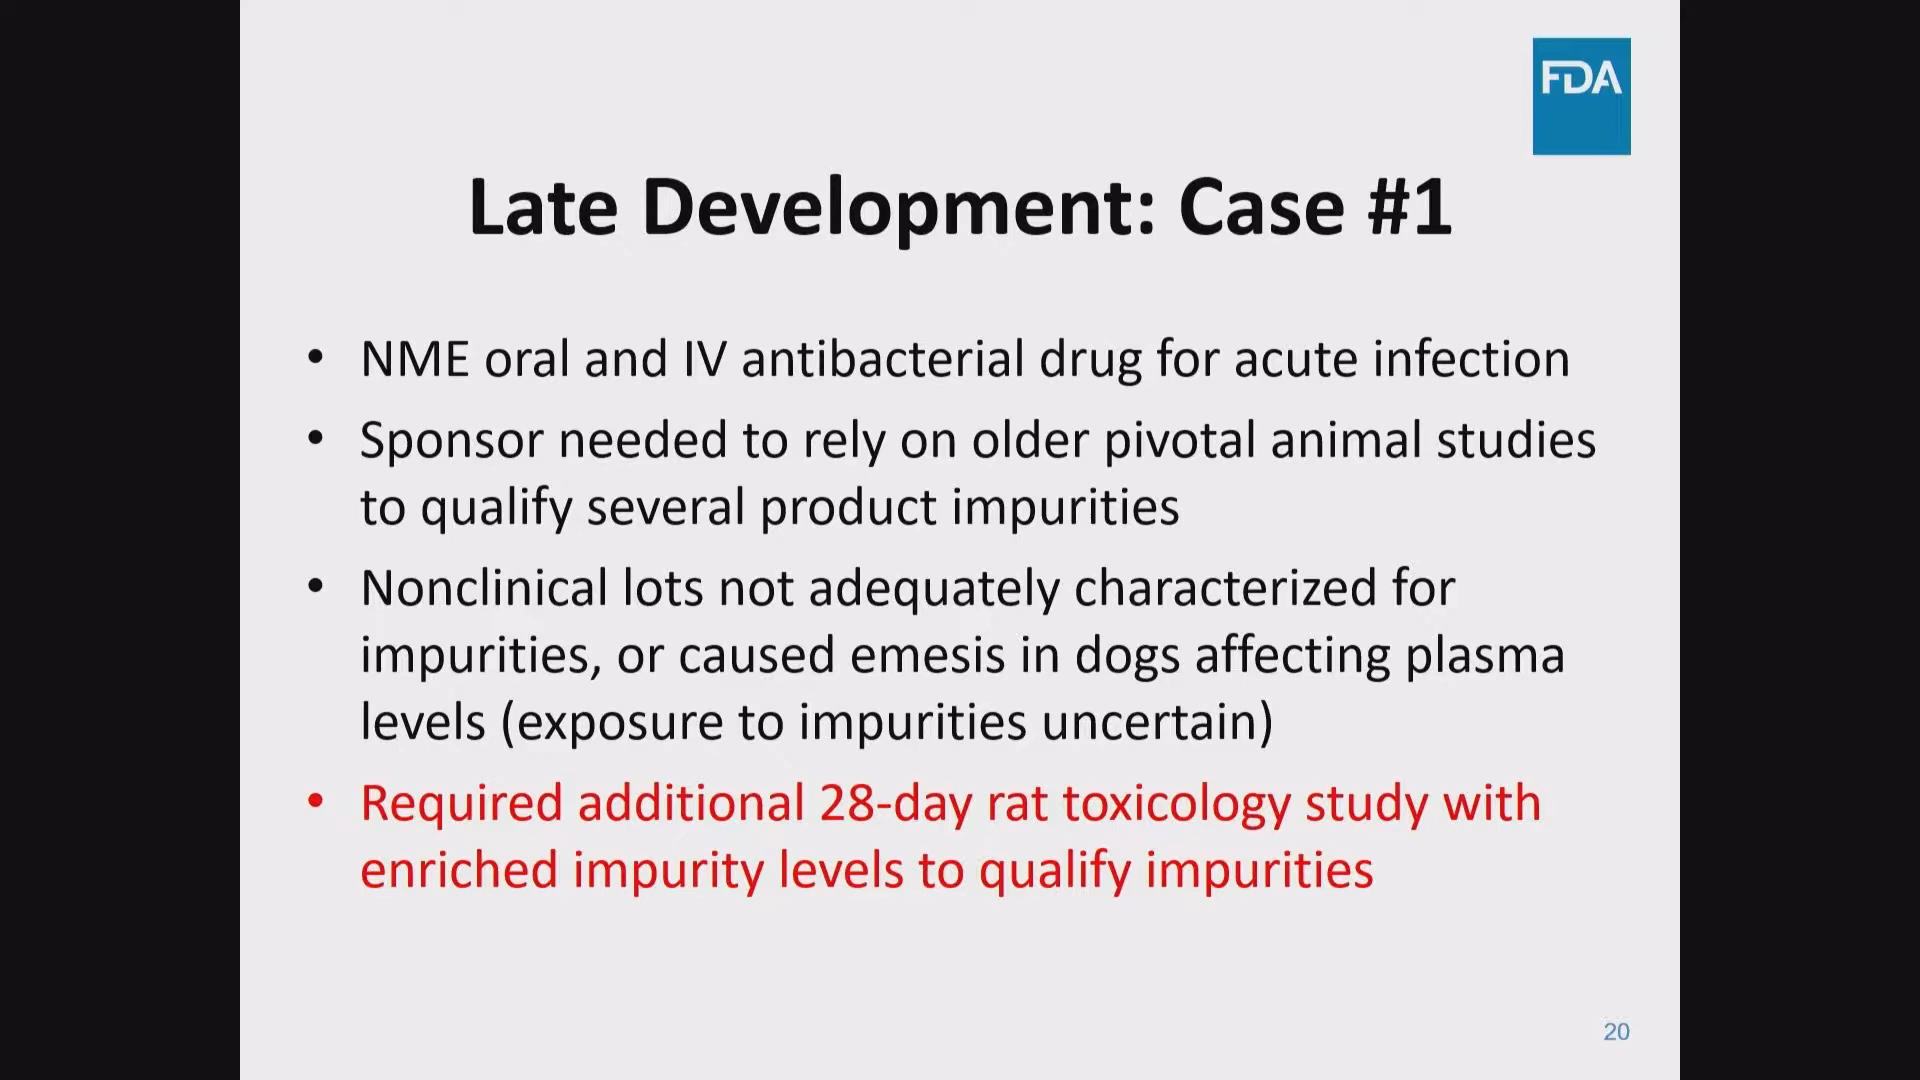 FDA
Late Development: Case #1
• NME oral and IV antibacterial drug for acute infection
• Sponsor needed to rely on older pivotal animal studies
to qualify several product impurities
• Nonclinical lots not adequately characterized for
impurities, or caused emesis in dogs affecting plasma
levels (exposure to impurities uncertain)
• Required additional 28-day rat toxicology study with
enriched impurity levels to qualify impurities
20